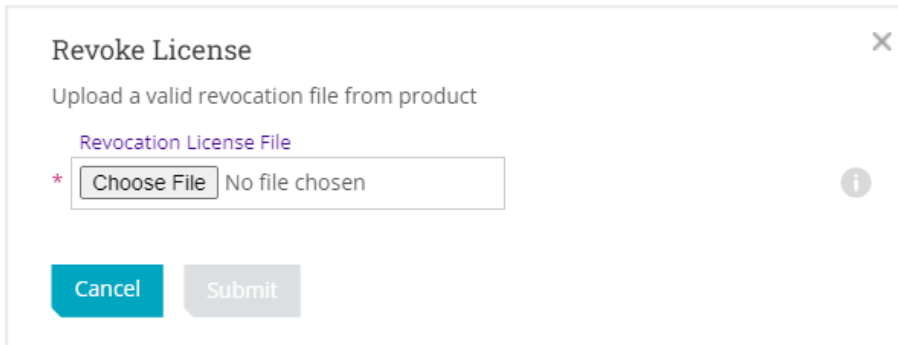 Revoke License
Upload a valid revocation file from product
Revocation License File
* Choose File No file chosen
Cancel Submit